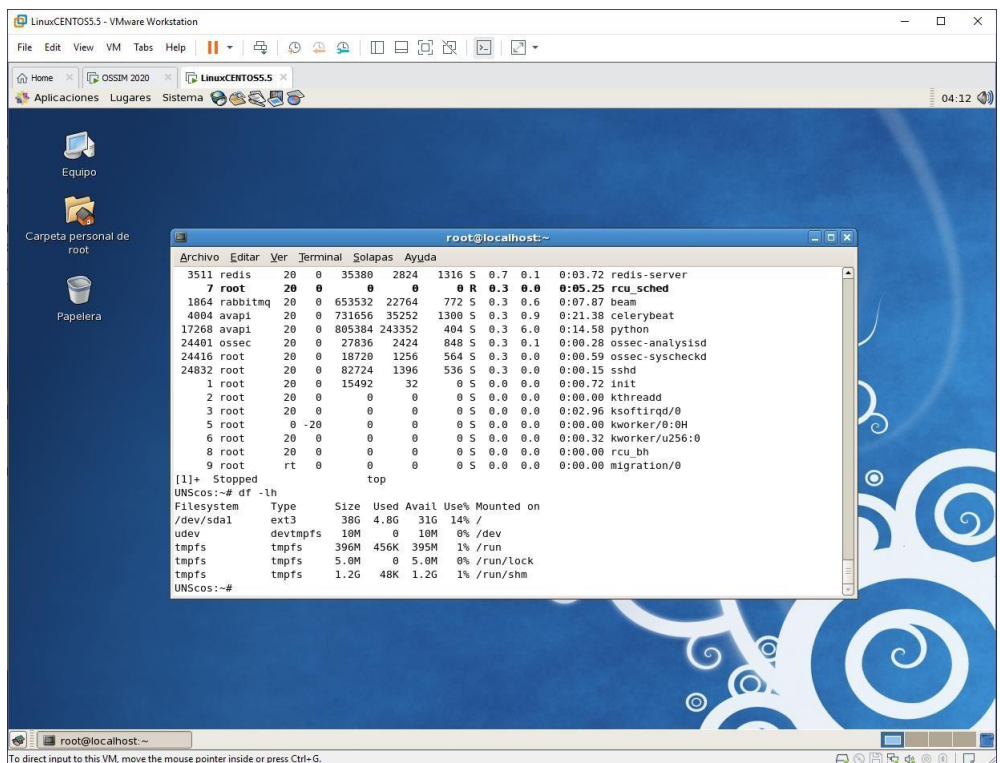 LinuxCENTOS5.5 - VMware Workstation
File Edit View VM Tabs Help
Home OSSIM 2020 LinuxCENTOS5.5
Aplicaciones Lugares Sistema 04:12
Equipo
Carpeta personal de
root
Papelera
root@localhost:~
Archivo Editar Ver Terminal Solapas Ayuda
3511 redis 20 0 35380 2824 1316 S 0.7 0.1 0:03.72 redis-server
7 root 20 0 0 0 0 R 0.3 0.0 0:05.25 rcu_sched
1864 rabbitmq 20 0 653532 22764 772 S 0.3 0.6 0:07.87 beam
4004 avapi 20 0 731656 35252 1300 S 0.3 0.9 0:21.38 celerybeat
17268 avapi 20 0 805384 243352 404 S 0.3 6.0 0:14.58 python
24401 ossec 20 0 27836 2424 848 S 0.3 0.1 0:00.28 ossec-analysisd
24416 root 20 0 18720 1256 564 S 0.3 0.0 0:00.59 ossec-syscheckd
24832 root 20 0 82724 1396 536 S 0.3 0.0 0:00.15 sshd
1 root 20 0 15492 32 0 S 0.0 0.0 0:00.72 init
2 root 20 0 0 0 0 S 0.0 0.0 0:00.00 kthreadd
3 root 20 0 0 0 0 S 0.0 0.0 0:02.96 ksoftirqd/0
5 root 0 -20 0 0 0 S 0.0 0.0 0:00.00 kworker/0:0H
6 root 20 0 0 0 0 S 0.0 0.0 0:00.32 kworker/u256:0
8 root 20 0 0 0 0 S 0.0 0.0 0:00.00 rcu_bh
9 root rt 0 0 0 0 S 0.0 0.0 0:00.00 migration/0
[1]+ Stopped top
UNScos:~# df -lh
Filesystem Type Size Used Avail Use% Mounted on
/dev/sda1 ext3 38G 4.8G 31G 14% /
udev devtmpfs 10M 0 10M 0% /dev
tmpfs tmpfs 396M 456K 395M 1% /run
tmpfs tmpfs 5.0M 0 5.0M 0% /run/lock
tmpfs tmpfs 1.2G 48K 1.2G 1% /run/shm
UNScos:~#
root@localhost:~
To direct input to this VM, move the mouse pointer inside or press Ctrl+G.